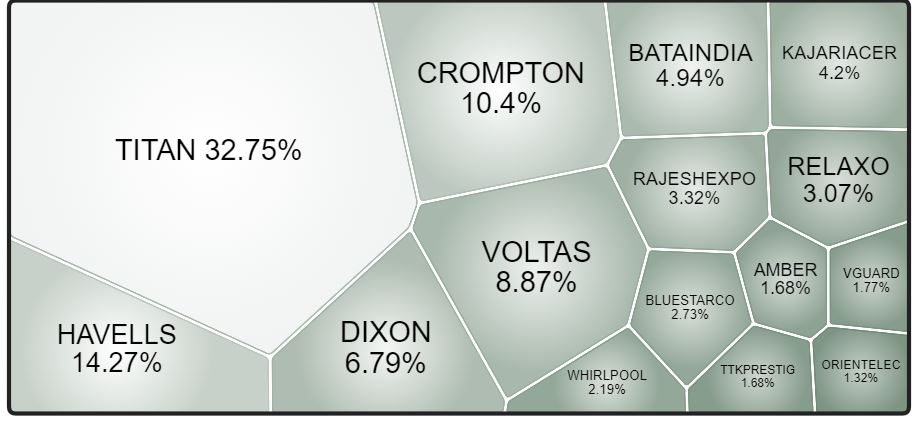 TITAN 32.75%
CROMPTON
10.4%
BATAINDIA
4.94%
KAJARIACER
4.2%
RAJESHEXPO
3.32%
RELAXO
3.07%
VOLTAS
8.87%
AMBER
1.68%
VGUARD
1.77%
BLUESTARCO
2.73%
HAVELLS
14.27%
DIXON
6.79%
WHIRLPOOL
2.19%
TTKPRESTIG
1.68%
ORIENTELEC
1.32%